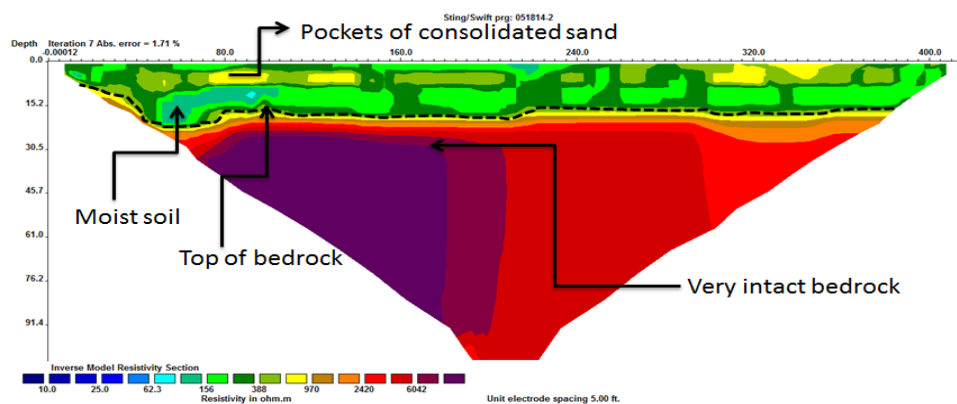 Sting/Swift prg: 051814-2
Pockets of consolidated sand
Depth Iteration 7 Abs. error = 1.71 %
-0.00012 80.0 160.0 240.0 320.0 400.0
0.0
15.2
30.5
45.7
61.0
76.2
91.4
Moist soil
Top of bedrock
Very intact bedrock
Inverse Model Resistivity Section
10.0 25.0 62.3 156 388 970 2420 6042
Resistivity in ohm.m Unit electrode spacing 5.00 ft.